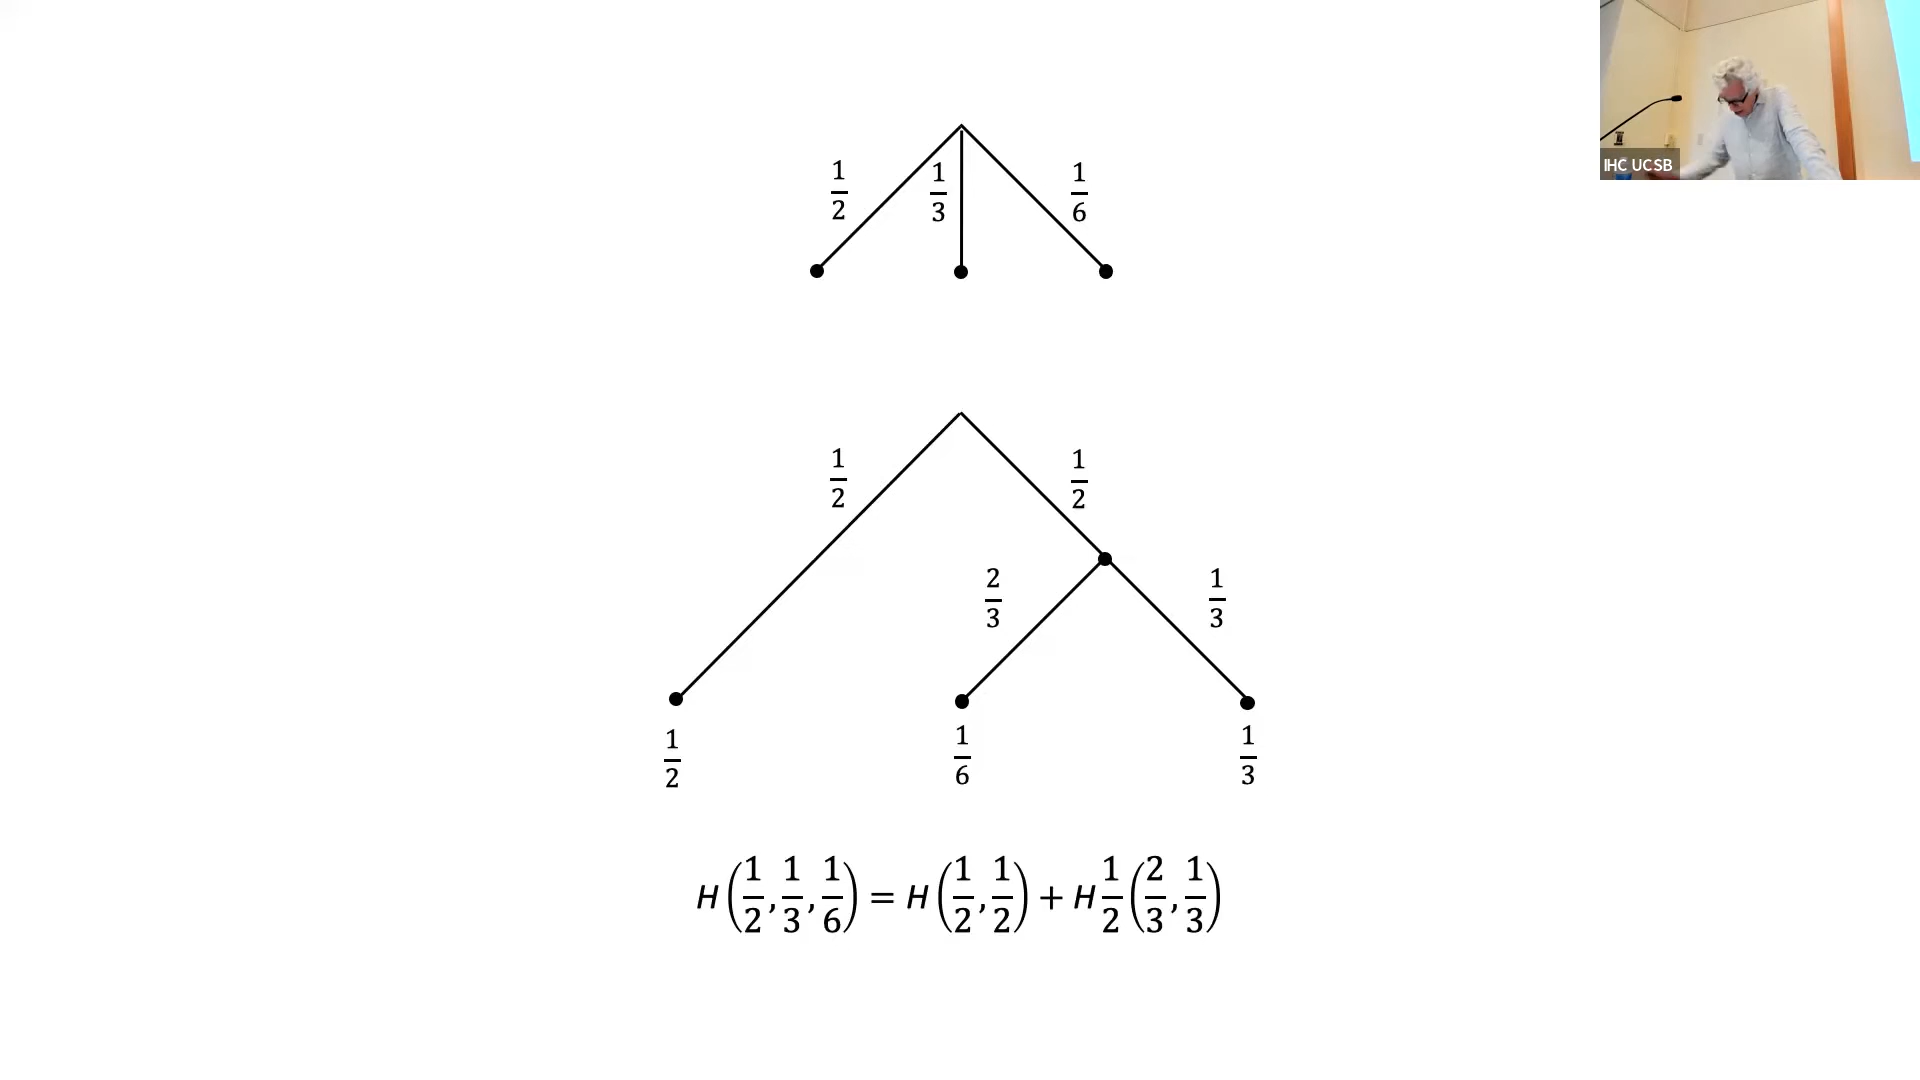 IHC UCSB
1/2 1/3 1/6
1/2 1/2
2/3 1/3
1/2 1/6 1/3
H(1/2, 1/3, 1/6) = H(1/2, 1/2) + H 1/2 (2/3, 1/3)